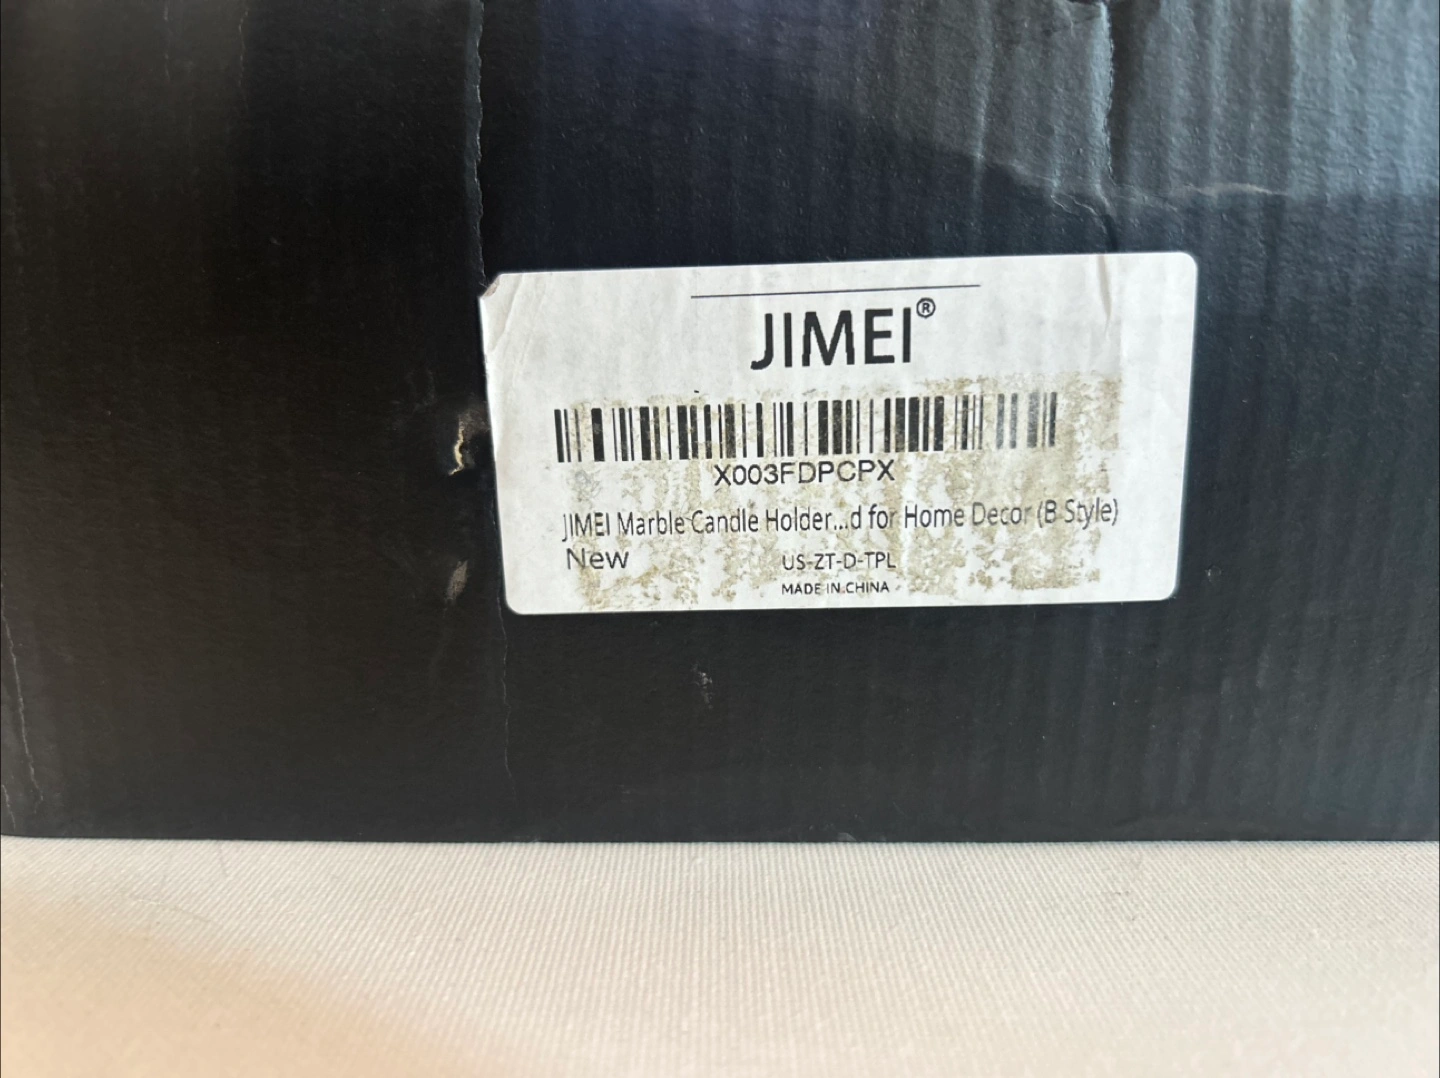 JIMEI®
X003FDPCPX
JIMEI Marble Candle Holder...d for Home Decor (B Style)
New
US-ZT-D-TPL
MADE IN CHINA